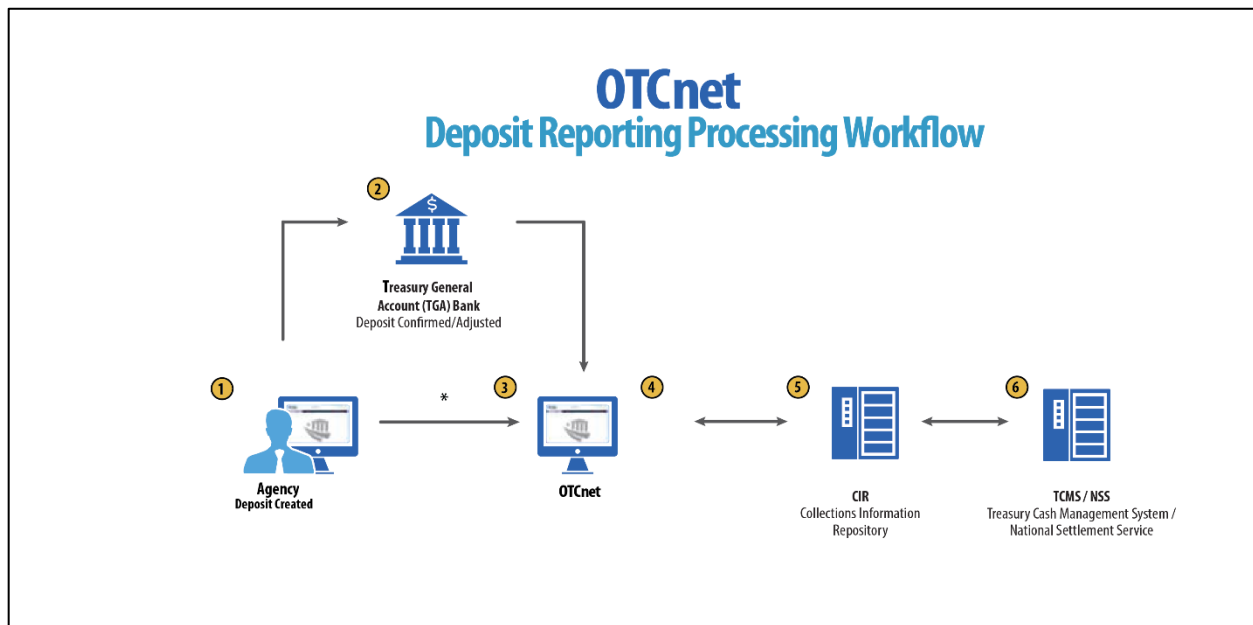 OTCnet
Deposit Reporting Processing Workflow
2
$
Treasury General
Account (TGA) Bank
Deposit Confirmed/Adjusted
1
*
3
4
5
6
Agency
Deposit Created
OTCnet
CIR
Collections Information
Repository
TCMS / NSS
Treasury Cash Management System /
National Settlement Service